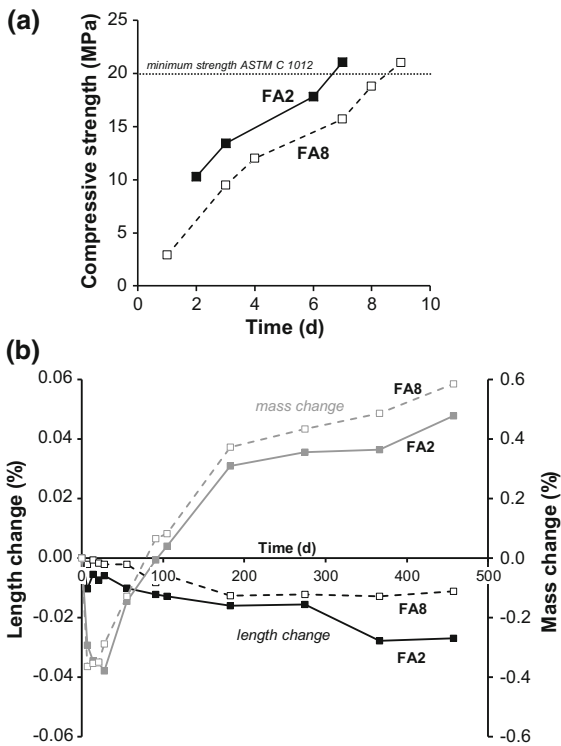 (a)
Compressive strength (MPa)
25
20
15
10
5
0
minimum strength ASTM C 1012
FA2
FA8
0 2 4 6 8 10
Time (d)
(b)
Length change (%)
0.06
0.04
0.02
0.00
-0.02
-0.04
-0.06
mass change
FA8
FA2
Time (d)
0 100 200 300 400 500
FA8
length change
FA2
0.6
0.4
0.2
0.0
-0.2
-0.4
-0.6
Mass change (%)